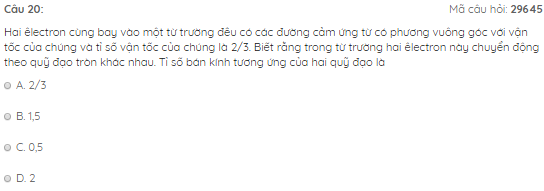 Câu 20:
Mã câu hỏi: 29645
Hai êlectron cùng bay vào một từ trường đều có các đường cảm ứng từ có phương vuông góc với vận
tốc của chúng và tỉ số vận tốc của chúng là 2/3. Biết rằng trong từ trường hai êlectron này chuyển động
theo quỹ đạo tròn khác nhau. Tỉ số bán kính tương ứng của hai quỹ đạo là
A. 2/3
B. 1,5
C. 0,5
D. 2